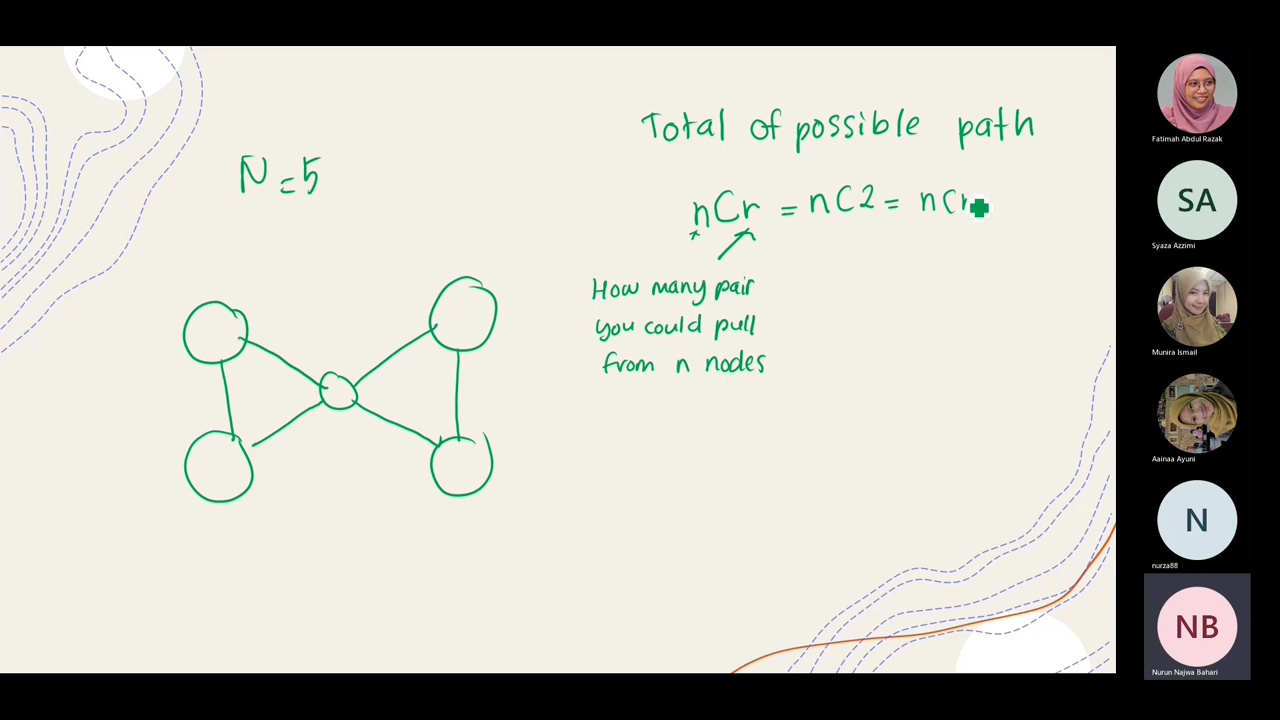 Total of possible path
N = 5
nCr = nC2 = nCr
How many pair
you could pull
from n nodes
Fatimah Abdul Razak
SA
Syaza Azzimi
Munira Ismail
Aainaa Ayuni
N
nurza88
NB
Nurun Najwa Bahari